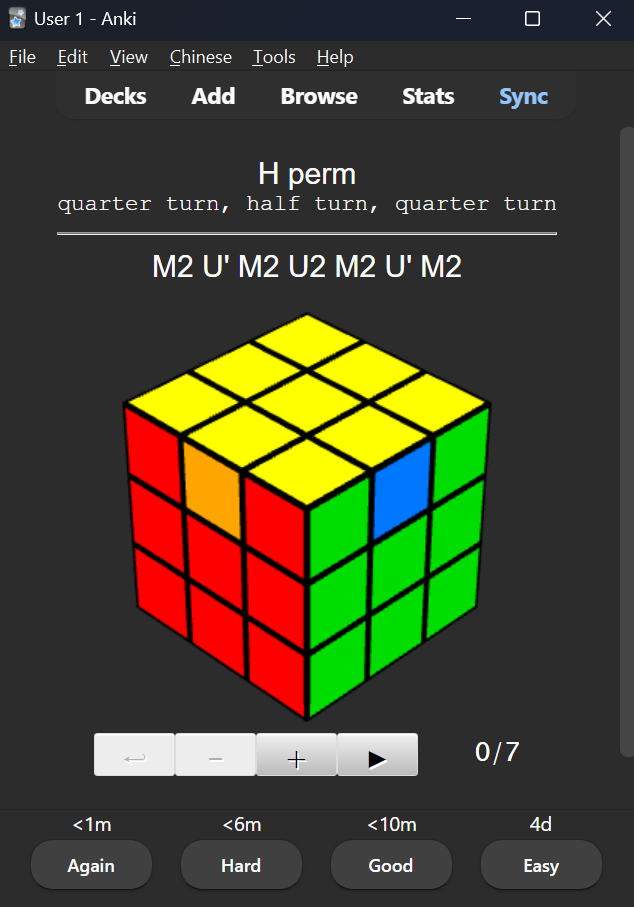 User 1 - Anki
File Edit View Chinese Tools Help
Decks Add Browse Stats Sync
H perm
quarter turn, half turn, quarter turn
M2 U' M2 U2 M2 U' M2
0/7
<1m <6m <10m 4d
Again Hard Good Easy